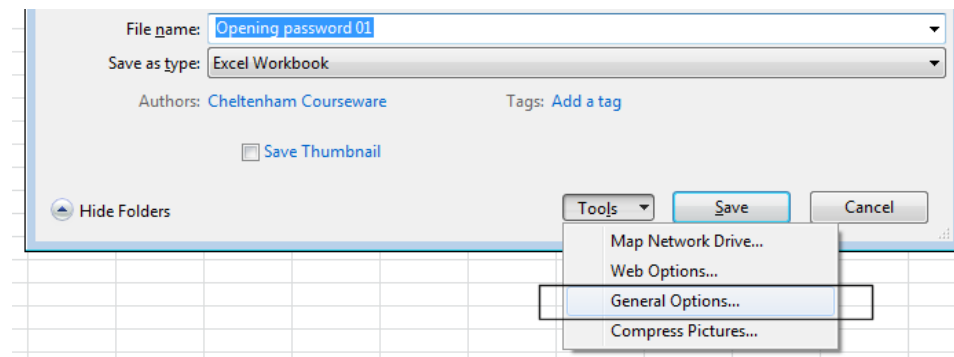 File name: Opening password 01
Save as type: Excel Workbook
Authors: Cheltenham Courseware Tags: Add a tag
Save Thumbnail
Hide Folders Tools Save Cancel
Map Network Drive...
Web Options...
General Options...
Compress Pictures...